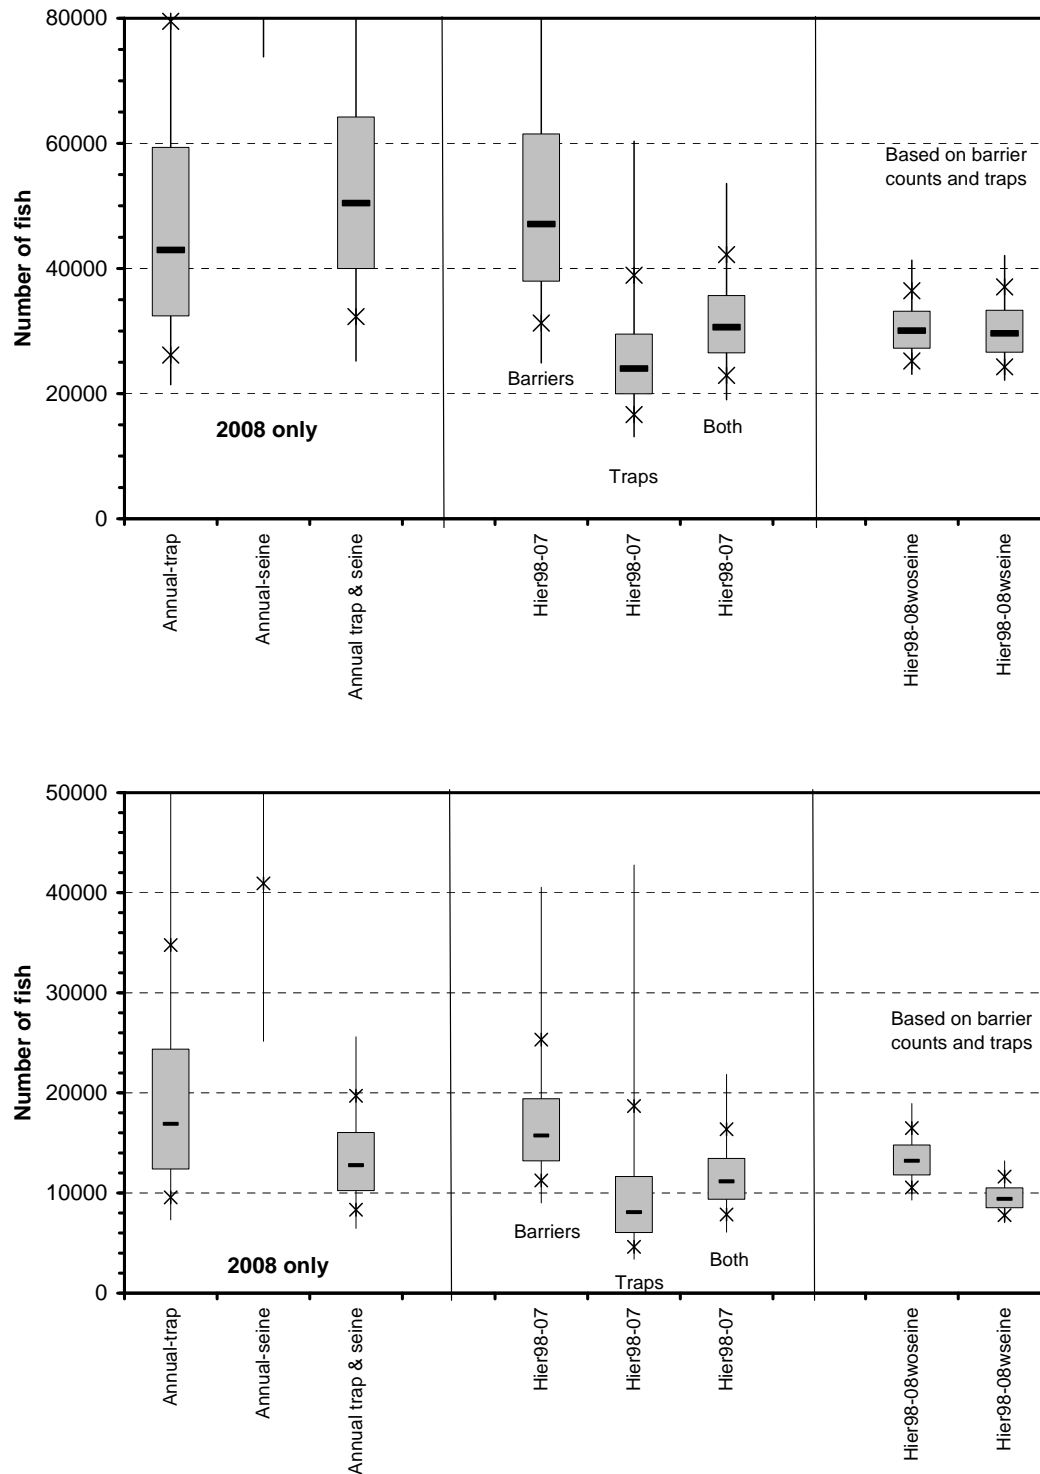 80000
60000
40000
20000
0
Number of fish
Based on barrier
counts and traps
Barriers
2008 only
Both
Traps
Annual-trap
Annual-seine
Annual trap & seine
Hier98-07
Hier98-07
Hier98-07
Hier98-08woseine
Hier98-08wseine
50000
40000
30000
20000
10000
0
Number of fish
Based on barrier
counts and traps
Barriers
2008 only
Both
Traps
Annual-trap
Annual-seine
Annual trap & seine
Hier98-07
Hier98-07
Hier98-07
Hier98-08woseine
Hier98-08wseine